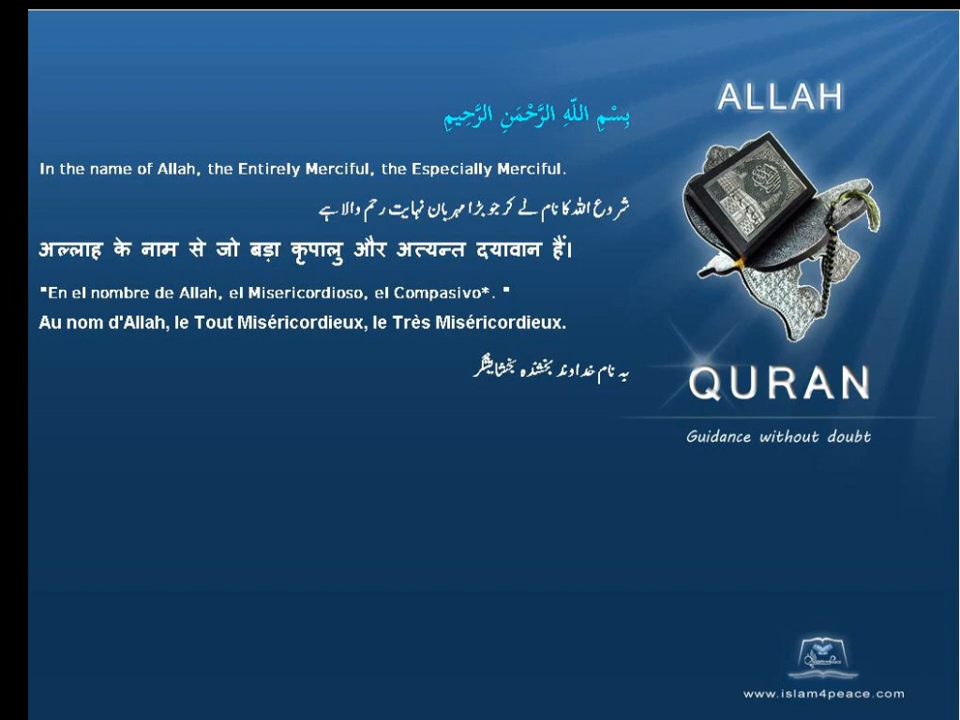 بِسْمِ اللّهِ الرَّحْمَنِ الرَّحِيمِ
In the name of Allah, the Entirely Merciful, the Especially Merciful.
شروع اللہ کا نام لے کر جو بڑا مہربان نہایت رحم والا ہے
अल्लाह के नाम से जो बड़ा कृपालु और अत्यन्त दयावान हैं।
"En el nombre de Allah, el Misericordioso, el Compasivo*. "
Au nom d'Allah, le Tout Miséricordieux, le Très Miséricordieux.
به نام خداوند بخشنده بخشایشگر
ALLAH
QURAN
Guidance without doubt
www.islam4peace.com